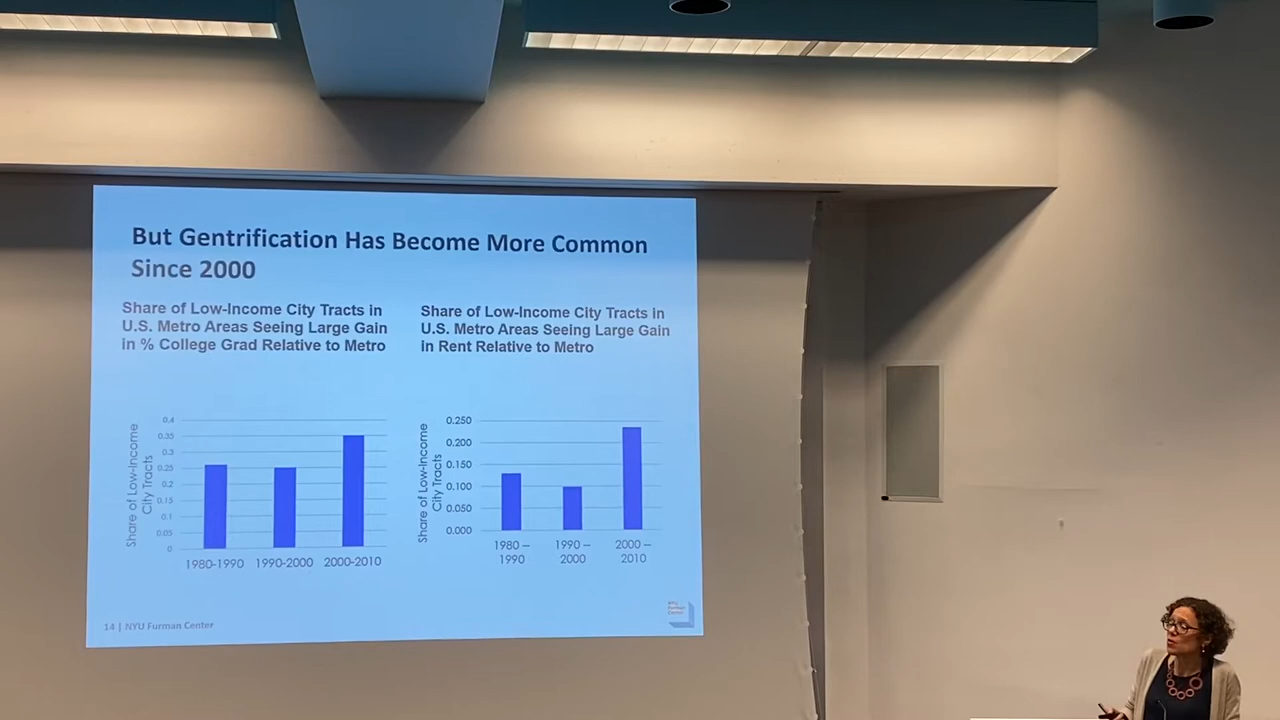 But Gentrification Has Become More Common
Since 2000
Share of Low-Income City Tracts in
U.S. Metro Areas Seeing Large Gain
in % College Grad Relative to Metro
Share of Low-Income
City Tracts
0.4
0.35
0.3
0.25
0.2
0.15
0.1
0.05
0
1980-1990 1990-2000 2000-2010
Share of Low-Income City Tracts in
U.S. Metro Areas Seeing Large Gain
in Rent Relative to Metro
Share of Low-Income
City Tracts
0.250
0.200
0.150
0.100
0.050
0.000
1980 – 1990 – 2000 –
1990 2000 2010
14 | NYU Furman Center
NYU
Furman
Center